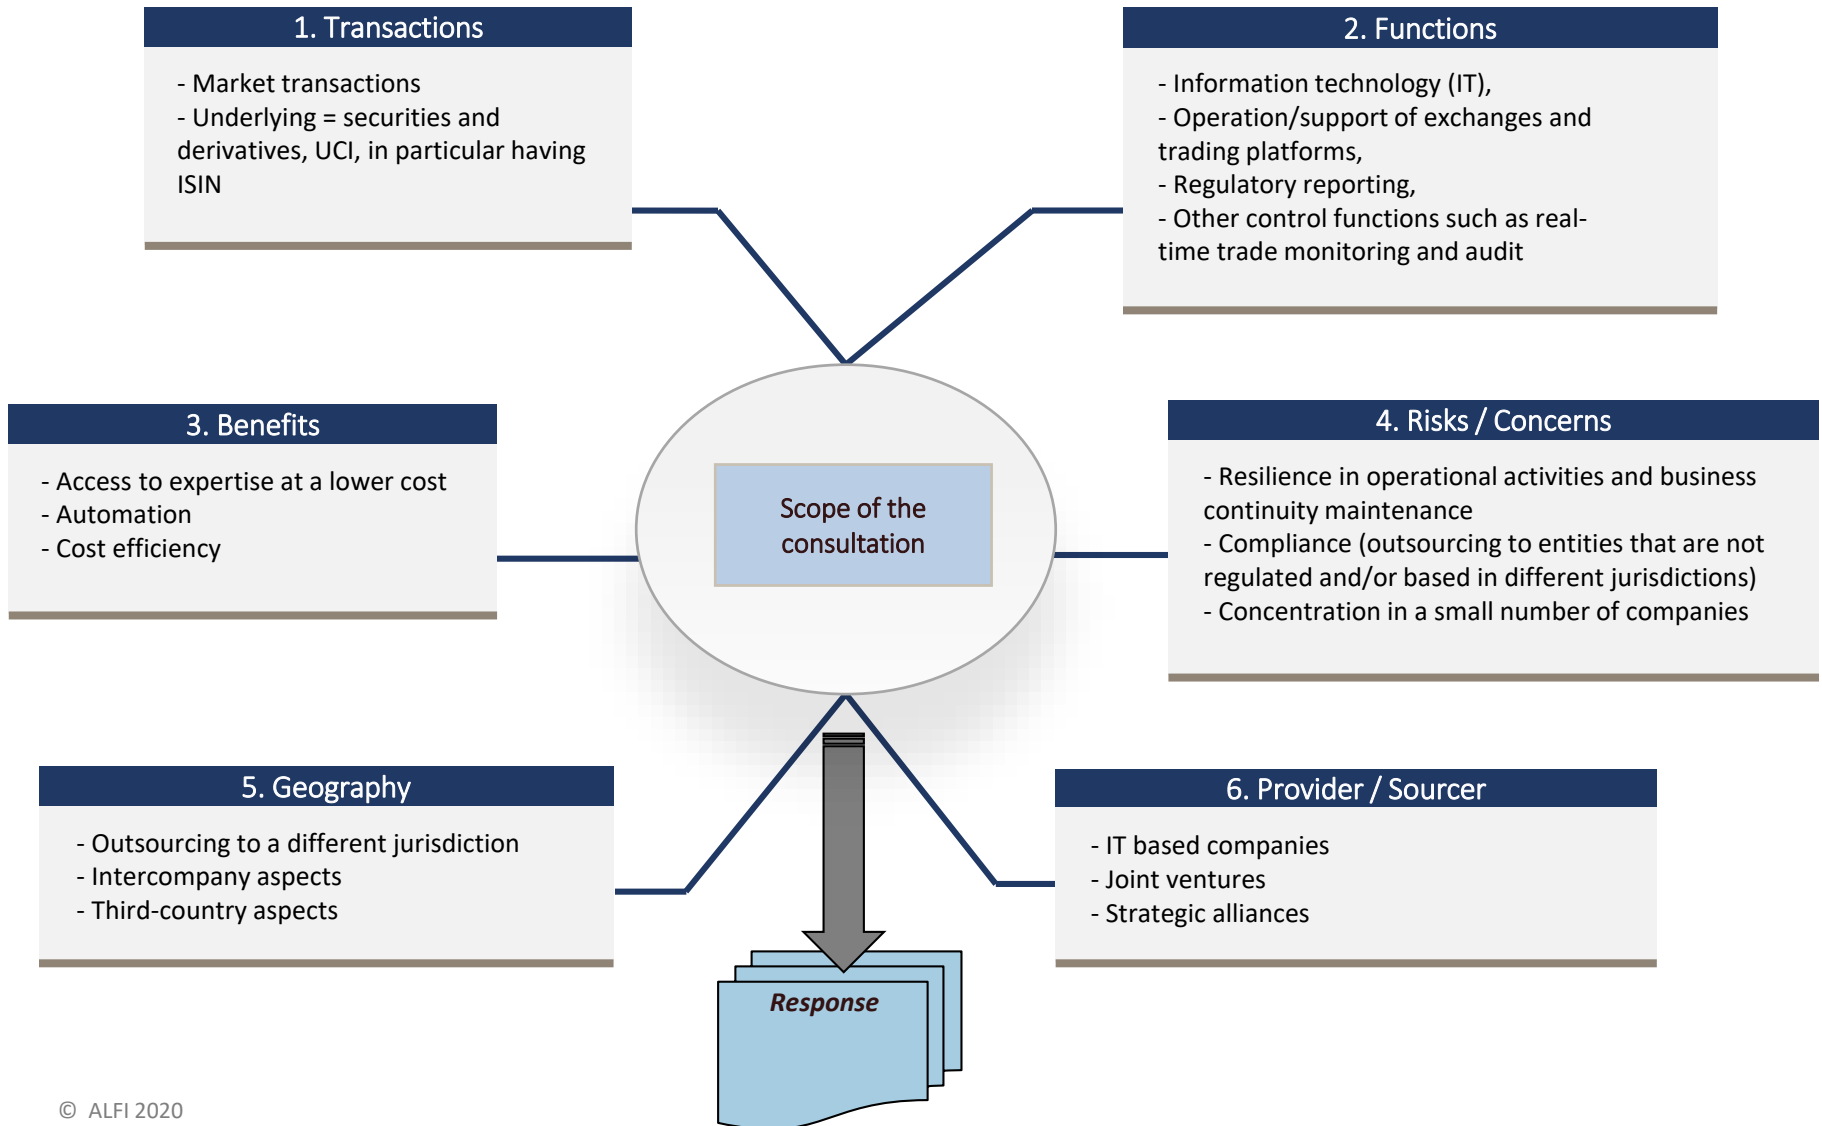 1. Transactions
- Market transactions
- Underlying = securities and
derivatives, UCI, in particular having
ISIN
2. Functions
- Information technology (IT),
- Operation/support of exchanges and
trading platforms,
- Regulatory reporting,
- Other control functions such as real-
time trade monitoring and audit
3. Benefits
- Access to expertise at a lower cost
- Automation
- Cost efficiency
Scope of the
consultation
4. Risks / Concerns
- Resilience in operational activities and business
continuity maintenance
- Compliance (outsourcing to entities that are not
regulated and/or based in different jurisdictions)
- Concentration in a small number of companies
5. Geography
- Outsourcing to a different jurisdiction
- Intercompany aspects
- Third-country aspects
6. Provider / Sourcer
- IT based companies
- Joint ventures
- Strategic alliances
Response
© ALFI 2020